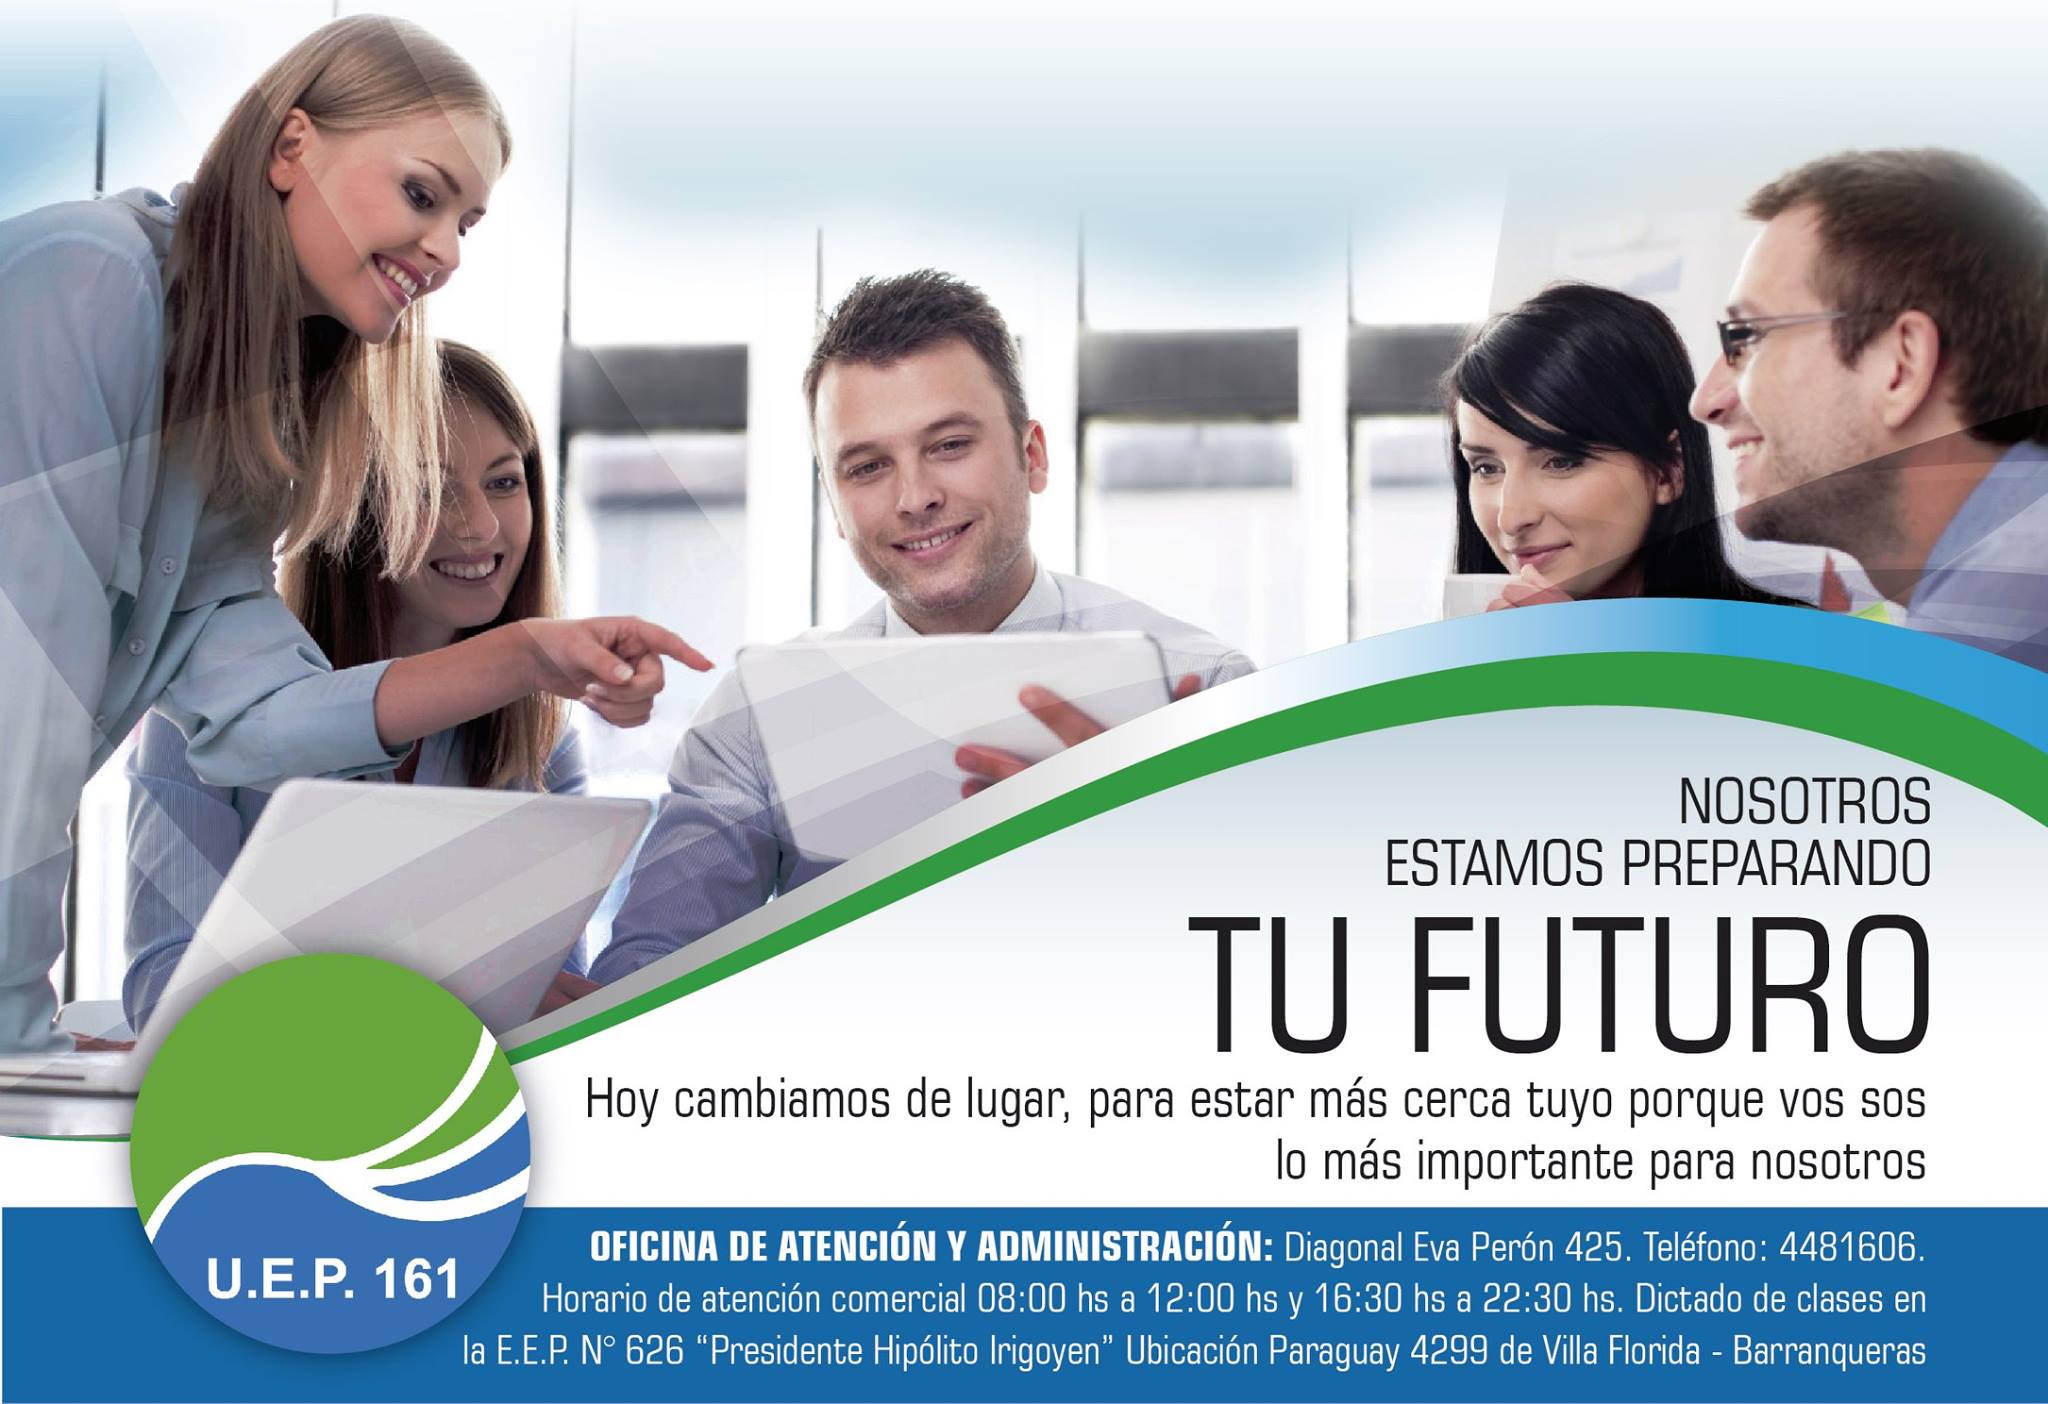 NOSOTROS
ESTAMOS PREPARANDO
TU FUTURO
Hoy cambiamos de lugar, para estar más cerca tuyo porque vos sos
lo más importante para nosotros
U.E.P. 161
OFICINA DE ATENCIÓN Y ADMINISTRACIÓN: Diagonal Eva Perón 425. Teléfono: 4481606.
Horario de atención comercial 08:00 hs a 12:00 hs y 16:30 hs a 22:30 hs. Dictado de clases en
la E.E.P. N° 626 “Presidente Hipólito Irigoyen” Ubicación Paraguay 4299 de Villa Florida - Barranqueras